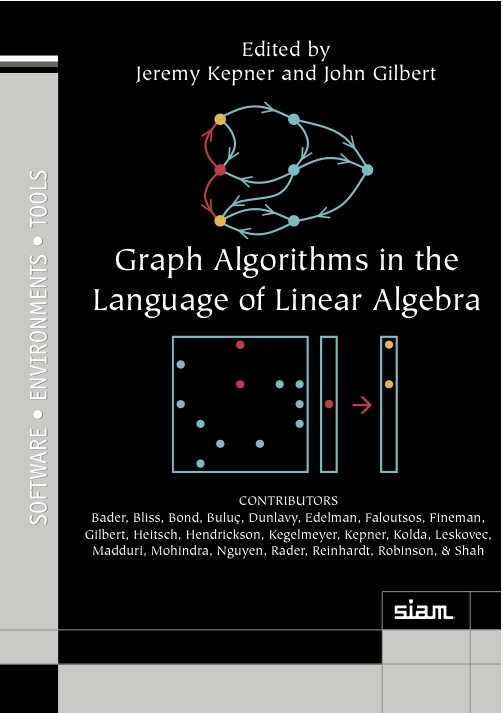 Edited by
Jeremy Kepner and John Gilbert
Graph Algorithms in the
Language of Linear Algebra
CONTRIBUTORS
Bader, Bliss, Bond, Buluç, Dunlavy, Edelman, Faloutsos, Fineman,
Gilbert, Heitsch, Hendrickson, Kegelmeyer, Kepner, Kolda, Leskovec,
Madduri, Mohindra, Nguyen, Rader, Reinhardt, Robinson, & Shah
siam
SOFTWARE • ENVIRONMENTS • TOOLS